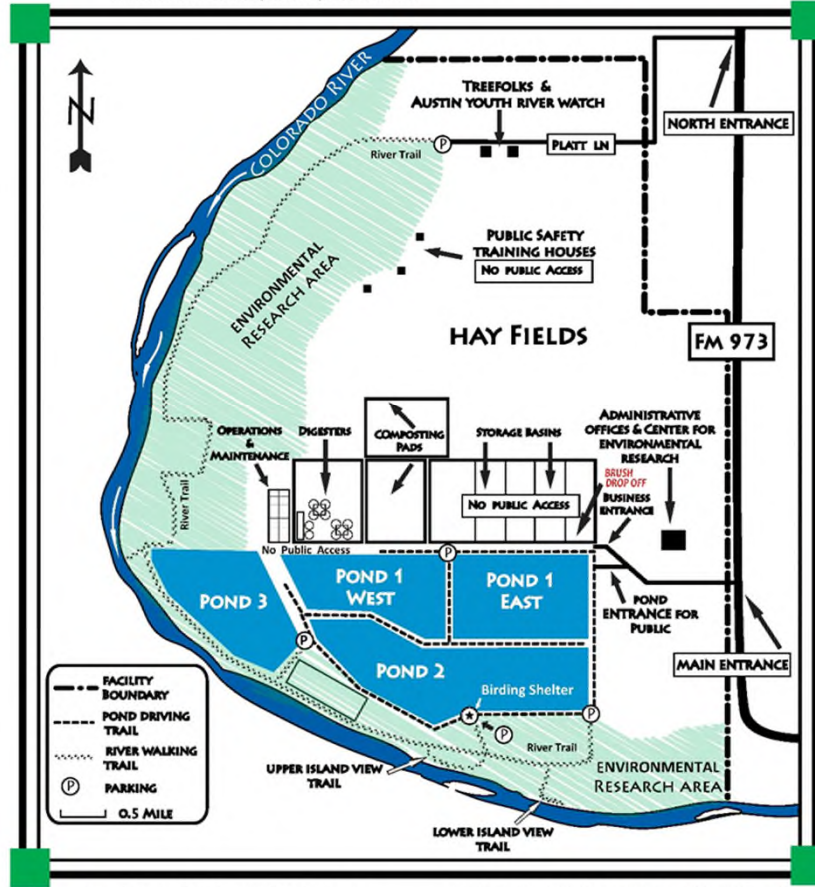 COLORADO RIVER
N
TREEFOLKS &
AUSTIN YOUTH RIVER WATCH
NORTH ENTRANCE
River Trail
P
PLATT LN
PUBLIC SAFETY
TRAINING HOUSES
NO PUBLIC ACCESS
ENVIRONMENTAL
RESEARCH AREA
HAY FIELDS
FM 973
OPERATIONS
&
MAINTENANCE
DIGESTERS
COMPOSTING
PADS
STORAGE BASINS
ADMINISTRATIVE
OFFICES & CENTER FOR
ENVIRONMENTAL
RESEARCH
BRUSH
DROP OFF
BUSINESS
ENTRANCE
NO PUBLIC ACCESS
River Trail
No Public Access
P
POND 3
POND 1
WEST
POND 1
EAST
POND
ENTRANCE FOR
PUBLIC
P
POND 2
MAIN ENTRANCE
Birding Shelter
P
P
River Trail
UPPER ISLAND VIEW
TRAIL
LOWER ISLAND VIEW
TRAIL
ENVIRONMENTAL
RESEARCH AREA
FACILITY
BOUNDARY
POND DRIVING
TRAIL
RIVER WALKING
TRAIL
P PARKING
0.5 MILE